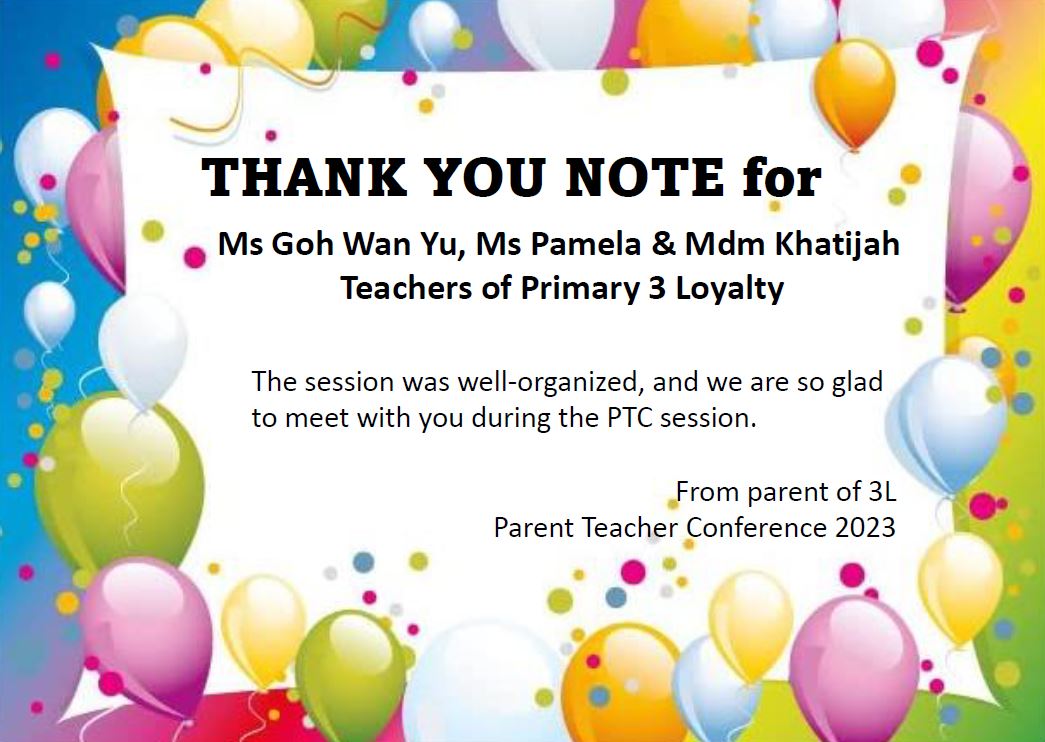 THANK YOU NOTE for
Ms Goh Wan Yu, Ms Pamela & Mdm Khatijah
Teachers of Primary 3 Loyalty
The session was well-organized, and we are so glad
to meet with you during the PTC session.
From parent of 3L
Parent Teacher Conference 2023